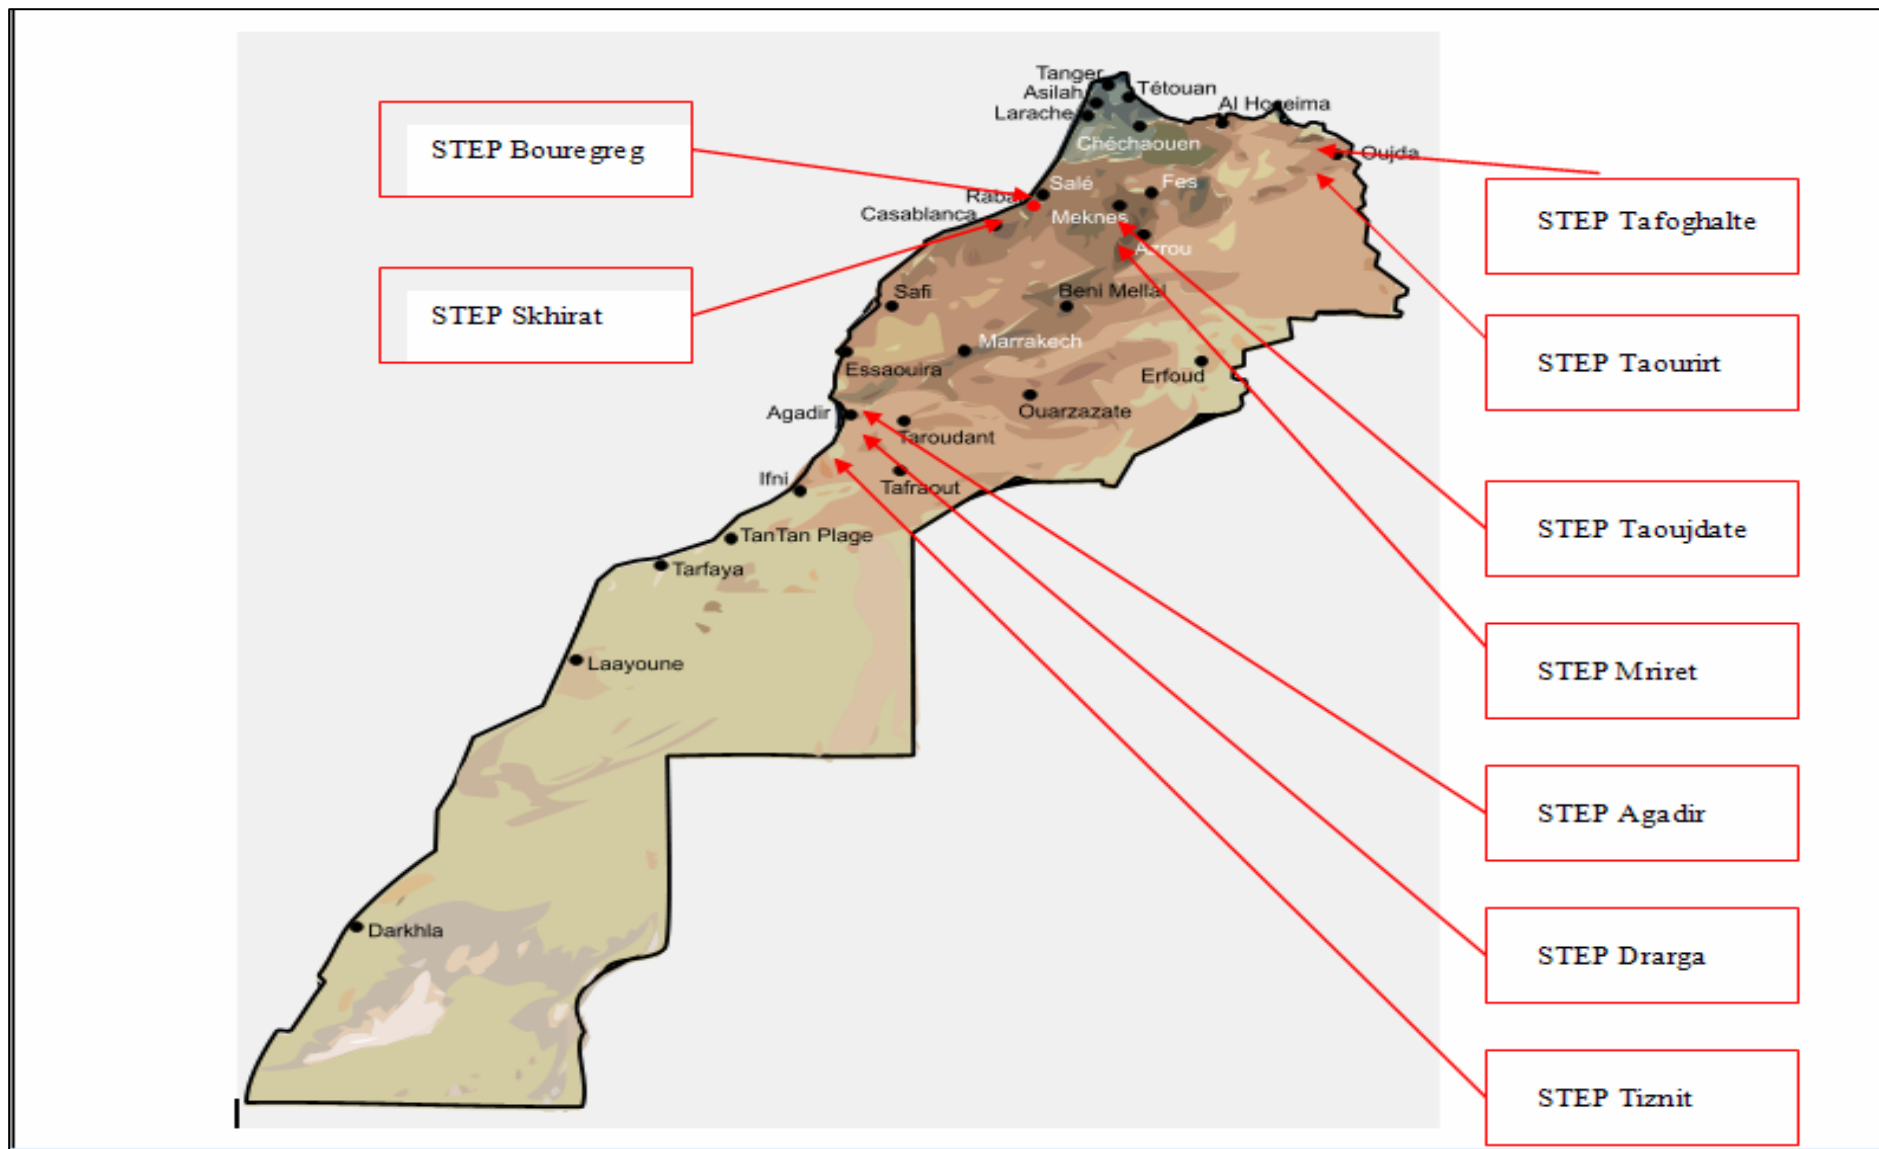 Tanger
Tétouan
Asilah
Larache
Al Hoceima
Chéchaouen
Oujda
STEP Bouregreg
Salé
Fes
Rabat
Meknes
Casablanca
STEP Tafoghalte
Azrou
Safi
Beni Mellal
STEP Skhirat
Marrakech
STEP Taourirt
Essaouira
Erfoud
Agadir
Ouarzazate
Taroudant
Ifni
Tafraout
STEP Taoujdate
TanTan Plage
Tarfaya
Laayoune
STEP Mriret
STEP Agadir
Darkhla
STEP Drarga
STEP Tiznit